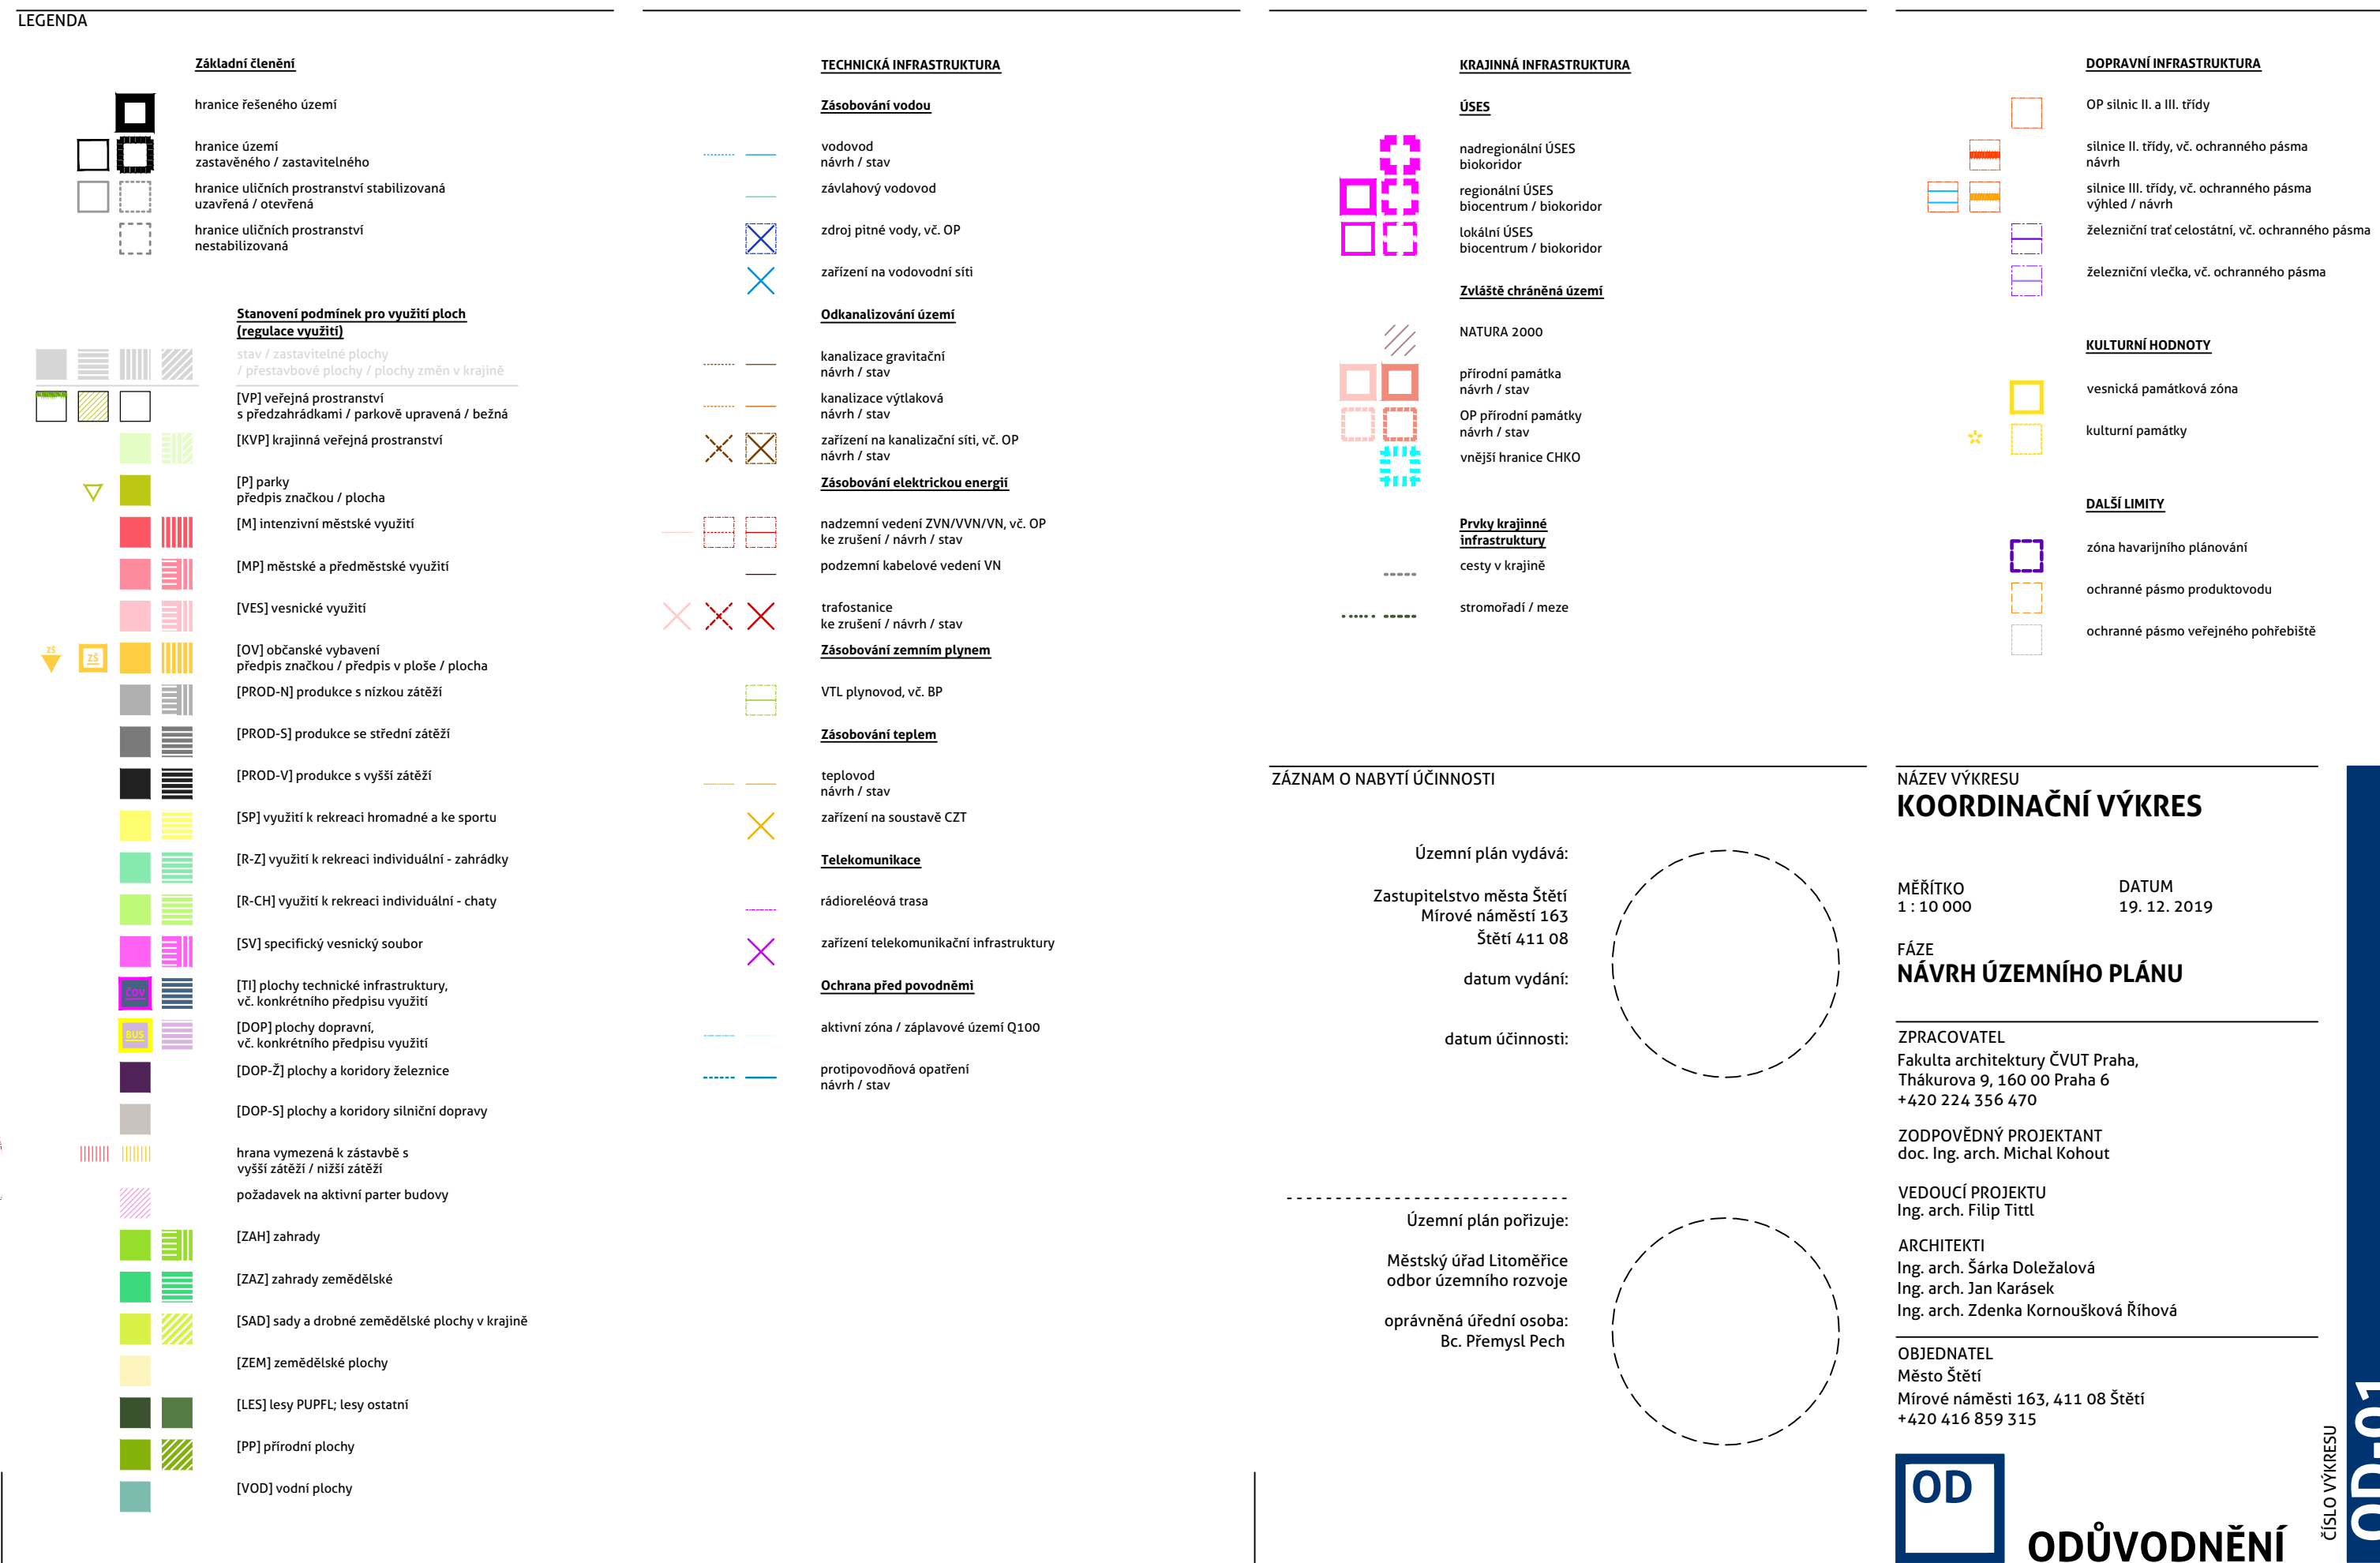 LEGENDA
Základní členění
hranice řešeného území
hranice území
zastavěného / zastavitelného
hranice uličních prostranství stabilizovaná
uzavřená / otevřená
hranice uličních prostranství
nestabilizovaná
Stanovení podmínek pro využití ploch
(regulace využití)
stav / zastavitelné plochy
/ přestavbové plochy / plochy změn v krajině
[VP] veřejná prostranství
s předzahrádkami / parkově upravená / bežná
[KVP] krajinná veřejná prostranství
[P] parky
předpis značkou / plocha
[M] intenzivní městské využití
[MP] městské a předměstské využití
[VES] vesnické využití
ZŠ
ZŠ
[OV] občanské vybavení
předpis značkou / předpis v ploše / plocha
[PROD-N] produkce s nízkou zátěží
[PROD-S] produkce se střední zátěží
[PROD-V] produkce s vyšší zátěží
[SP] využití k rekreaci hromadné a ke sportu
[R-Z] využití k rekreaci individuální - zahrádky
[R-CH] využití k rekreaci individuální - chaty
[SV] specifický vesnický soubor
ČOV
[TI] plochy technické infrastruktury,
vč. konkrétního předpisu využití
BUS
[DOP] plochy dopravní,
vč. konkrétního předpisu využití
[DOP-Ž] plochy a koridory železnice
[DOP-S] plochy a koridory silniční dopravy
hrana vymezená k zástavbě s
vyšší zátěží / nižší zátěží
požadavek na aktivní parter budovy
[ZAH] zahrady
[ZAZ] zahrady zemědělské
[SAD] sady a drobné zemědělské plochy v krajině
[ZEM] zemědělské plochy
[LES] lesy PUPFL; lesy ostatní
[PP] přírodní plochy
[VOD] vodní plochy
TECHNICKÁ INFRASTRUKTURA
Zásobování vodou
vodovod
návrh / stav
závlahový vodovod
zdroj pitné vody, vč. OP
zařízení na vodovodní síti
Odkanalizování území
kanalizace gravitační
návrh / stav
kanalizace výtlaková
návrh / stav
zařízení na kanalizační síti, vč. OP
návrh / stav
Zásobování elektrickou energií
nadzemní vedení ZVN/VVN/VN, vč. OP
ke zrušení / návrh / stav
podzemní kabelové vedení VN
trafostanice
ke zrušení / návrh / stav
Zásobování zemním plynem
VTL plynovod, vč. BP
Zásobování teplem
teplovod
návrh / stav
zařízení na soustavě CZT
Telekomunikace
rádioreléová trasa
zařízení telekomunikační infrastruktury
Ochrana před povodněmi
aktivní zóna / záplavové území Q100
protipovodňová opatření
návrh / stav
KRAJINNÁ INFRASTRUKTURA
ÚSES
nadregionální ÚSES
biokoridor
regionální ÚSES
biocentrum / biokoridor
lokální ÚSES
biocentrum / biokoridor
Zvláště chráněná území
NATURA 2000
přírodní památka
návrh / stav
OP přírodní památky
návrh / stav
vnější hranice CHKO
Prvky krajinné
infrastruktury
cesty v krajině
stromořadí / meze
DOPRAVNÍ INFRASTRUKTURA
OP silnic II. a III. třídy
silnice II. třídy, vč. ochranného pásma
návrh
silnice III. třídy, vč. ochranného pásma
výhled / návrh
železniční trať celostátní, vč. ochranného pásma
železniční vlečka, vč. ochranného pásma
KULTURNÍ HODNOTY
vesnická památková zóna
kulturní památky
DALŠÍ LIMITY
zóna havarijního plánování
ochranné pásmo produktovodu
ochranné pásmo veřejného pohřebiště
ZÁZNAM O NABYTÍ ÚČINNOSTI
Územní plán vydává:
Zastupitelstvo města Štětí
Mírové náměstí 163
Štětí 411 08
datum vydání:
datum účinnosti:
Územní plán pořizuje:
Městský úřad Litoměřice
odbor územního rozvoje
oprávněná úřední osoba:
Bc. Přemysl Pech
NÁZEV VÝKRESU
KOORDINAČNÍ VÝKRES
MĚŘÍTKO
1 : 10 000
DATUM
19. 12. 2019
FÁZE
NÁVRH ÚZEMNÍHO PLÁNU
ZPRACOVATEL
Fakulta architektury ČVUT Praha,
Thákurova 9, 160 00 Praha 6
+420 224 356 470
ZODPOVĚDNÝ PROJEKTANT
doc. Ing. arch. Michal Kohout
VEDOUCÍ PROJEKTU
Ing. arch. Filip Tittl
ARCHITEKTI
Ing. arch. Šárka Doležalová
Ing. arch. Jan Karásek
Ing. arch. Zdenka Kornoušková Říhová
OBJEDNATEL
Město Štětí
Mírové náměsti 163, 411 08 Štětí
+420 416 859 315
OD
ODŮVODNĚNÍ
ČÍSLO VÝKRESU
OD-01